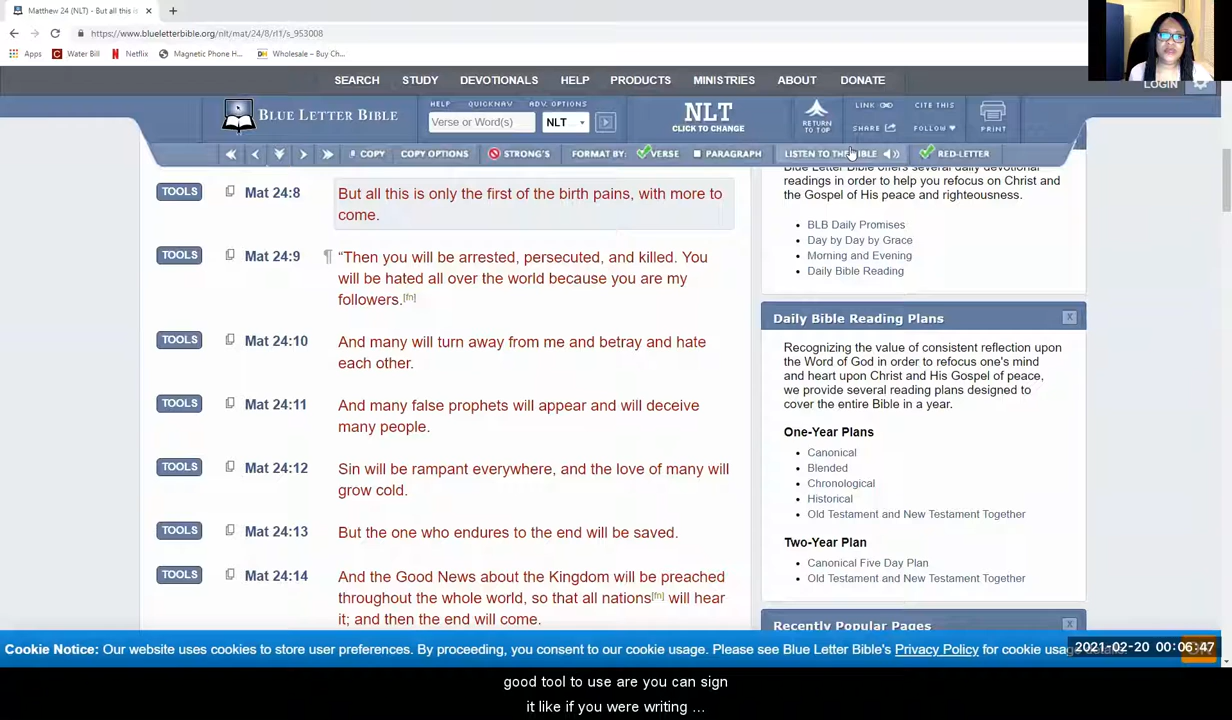 Matthew 24 (NLT) - But all this is
https://www.blueletterbible.org/nlt/mat/24/8/rl1/s_953008
Apps Water Bill Netflix Magnetic Phone H... DH Wholesale – Buy Ch...
SEARCH STUDY DEVOTIONALS HELP PRODUCTS MINISTRIES ABOUT DONATE
LOGIN
BLUE LETTER BIBLE
HELP QUICKNAV ADV. OPTIONS
Verse or Word(s) NLT
NLT
CLICK TO CHANGE
RETURN
TO TOP
LINK CITE THIS
SHARE FOLLOW
PRINT
COPY COPY OPTIONS STRONG'S FORMAT BY: VERSE PARAGRAPH LISTEN TO THE BIBLE RED-LETTER
TOOLS Mat 24:8 But all this is only the first of the birth pains, with more to
come.
TOOLS Mat 24:9 ¶ “Then you will be arrested, persecuted, and killed. You
will be hated all over the world because you are my
followers.[fn]
TOOLS Mat 24:10 And many will turn away from me and betray and hate
each other.
TOOLS Mat 24:11 And many false prophets will appear and will deceive
many people.
TOOLS Mat 24:12 Sin will be rampant everywhere, and the love of many will
grow cold.
TOOLS Mat 24:13 But the one who endures to the end will be saved.
TOOLS Mat 24:14 And the Good News about the Kingdom will be preached
throughout the whole world, so that all nations[fn] will hear
it; and then the end will come.
Blue Letter Bible offers several daily devotional
readings in order to help you refocus on Christ and
the Gospel of His peace and righteousness.
• BLB Daily Promises
• Day by Day by Grace
• Morning and Evening
• Daily Bible Reading
Daily Bible Reading Plans X
Recognizing the value of consistent reflection upon
the Word of God in order to refocus one's mind
and heart upon Christ and His Gospel of peace,
we provide several reading plans designed to
cover the entire Bible in a year.
One-Year Plans
• Canonical
• Blended
• Chronological
• Historical
• Old Testament and New Testament Together
Two-Year Plan
• Canonical Five Day Plan
• Old Testament and New Testament Together
Recently Popular Pages X
Cookie Notice: Our website uses cookies to store user preferences. By proceeding, you consent to our cookie usage. Please see Blue Letter Bible's Privacy Policy for cookie usa
2021-02-20 00:06:47
good tool to use are you can sign
it like if you were writing ...